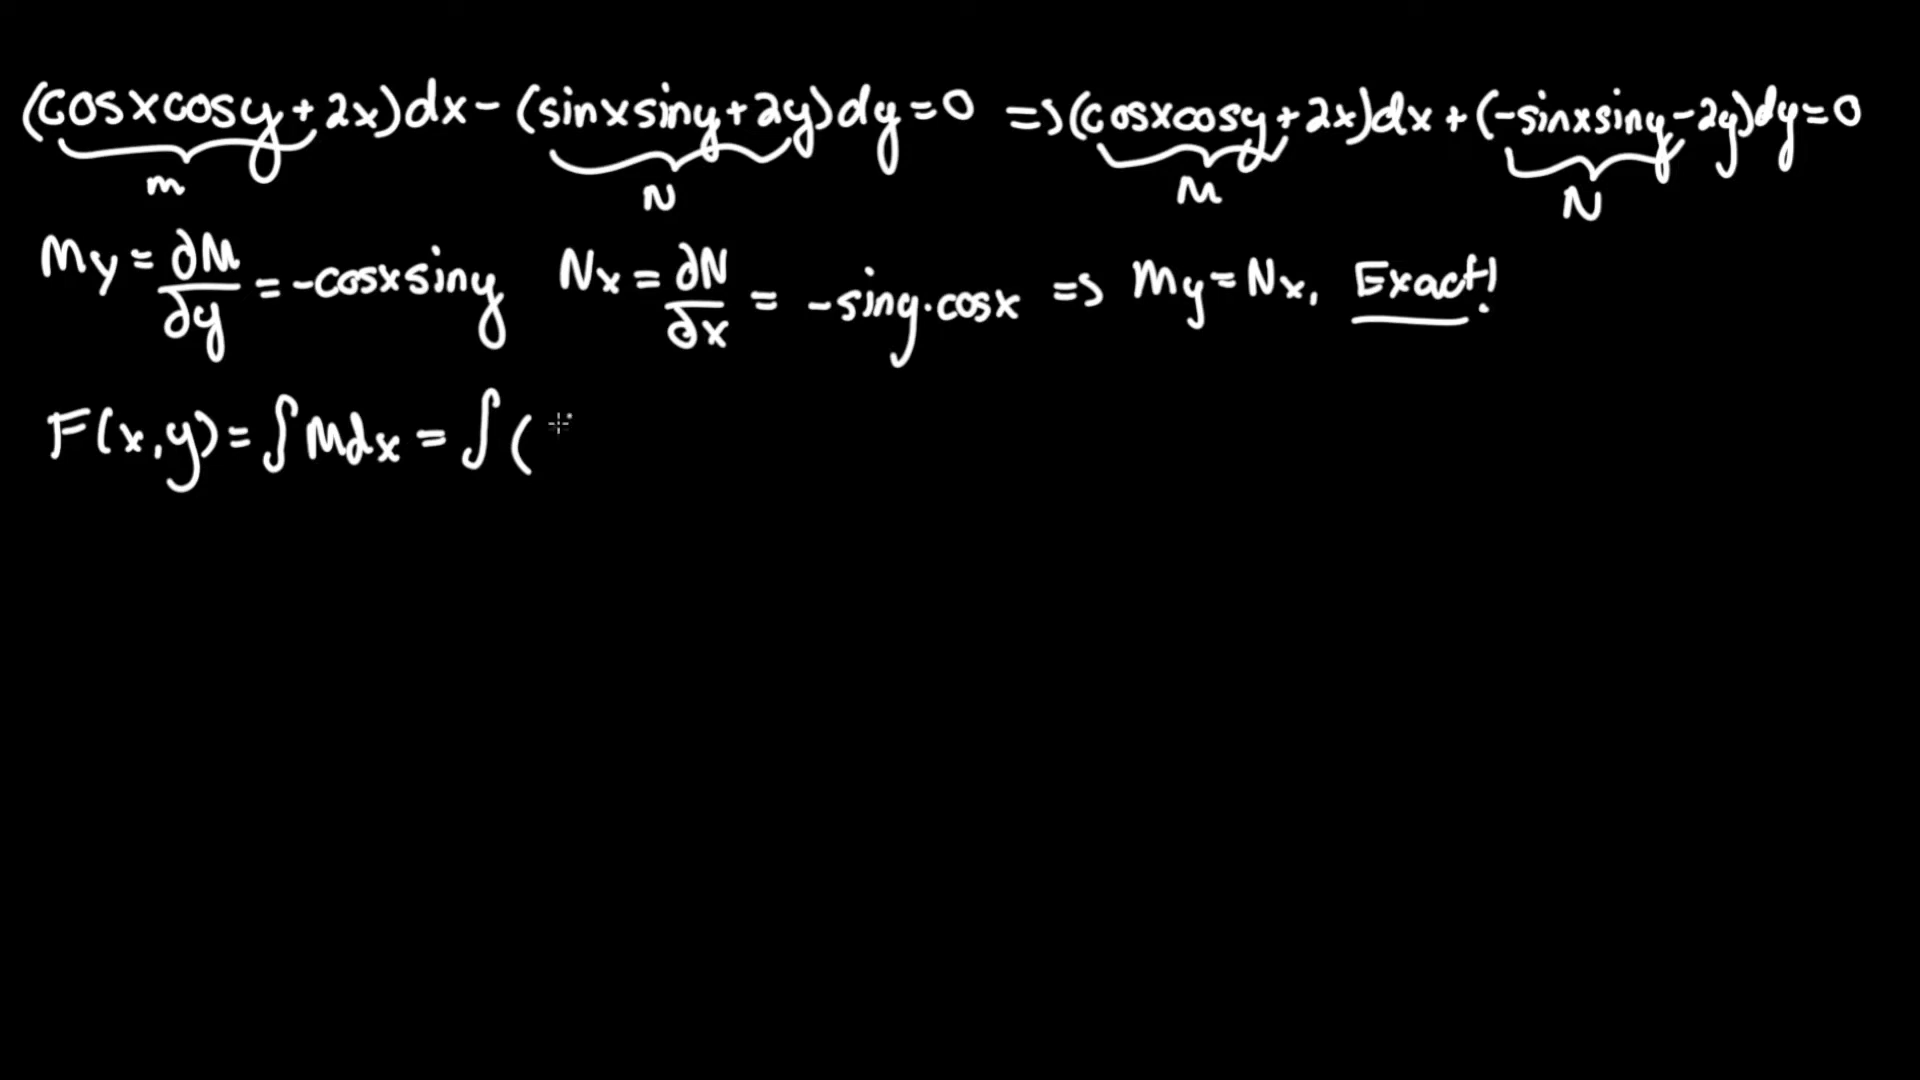 (cosxcosy+2x)dx-(sinxsiny+2y)dy=0 => (cosxcosy+2x)dx+(-sinxsiny-2y)dy=0
m N M N
My=∂M/∂y=-cosxsiny Nx=∂N/∂x=-siny·cosx => My=Nx, Exact!
F(x,y)=∫Mdx=∫(